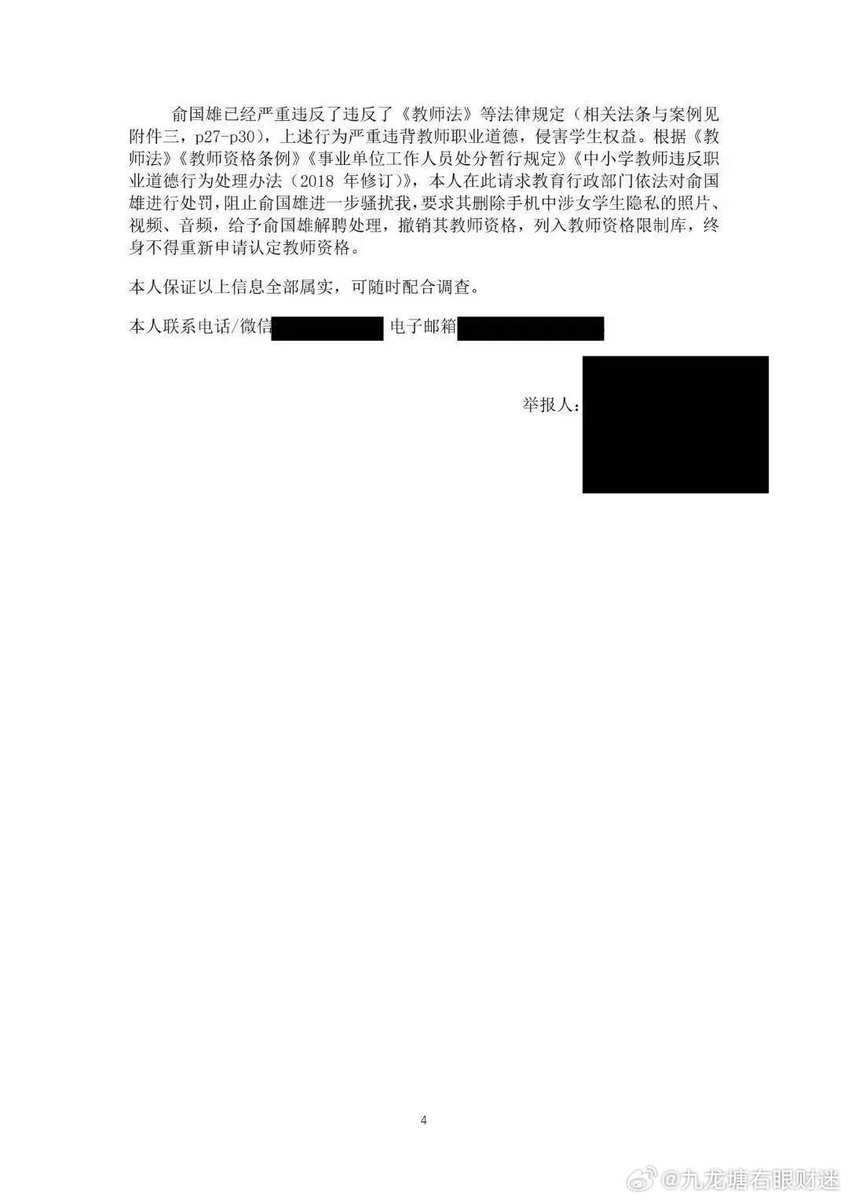 俞国雄已经严重违反了违反了《教师法》等法律规定（相关法条与案例见
附件三，p27-p30），上述行为严重违背教师职业道德，侵害学生权益。根据《教
师法》《教师资格条例》《事业单位工作人员处分暂行规定》《中小学教师违反职
业道德行为处理办法（2018 年修订）》，本人在此请求教育行政部门依法对俞国
雄进行处罚，阻止俞国雄进一步骚扰我，要求其删除手机中涉女学生隐私的照片、
视频、音频，给予俞国雄解聘处理，撤销其教师资格，列入教师资格限制库，终
身不得重新申请认定教师资格。
本人保证以上信息全部属实，可随时配合调查。
本人联系电话/微信 电子邮箱
举报人：
4
@九龙塘右眼财迷